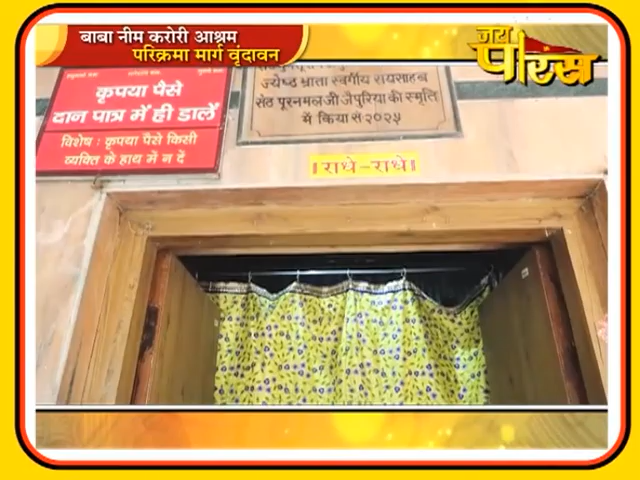 बाबा नीम करोरी आश्रम
परिक्रमा मार्ग वृंदावन
जय
पारस
कृपया पैसे
दान पात्र में ही डालें
विशेष : कृपया पैसे किसी
व्यक्ति के हाथ में न दें
ज्येष्ठ भ्राता स्वर्गीय रायसाहब
सेठ पूरनमलजी जैपुरिया की स्मृति
में किया सं २०२५
॥राधे-राधे॥